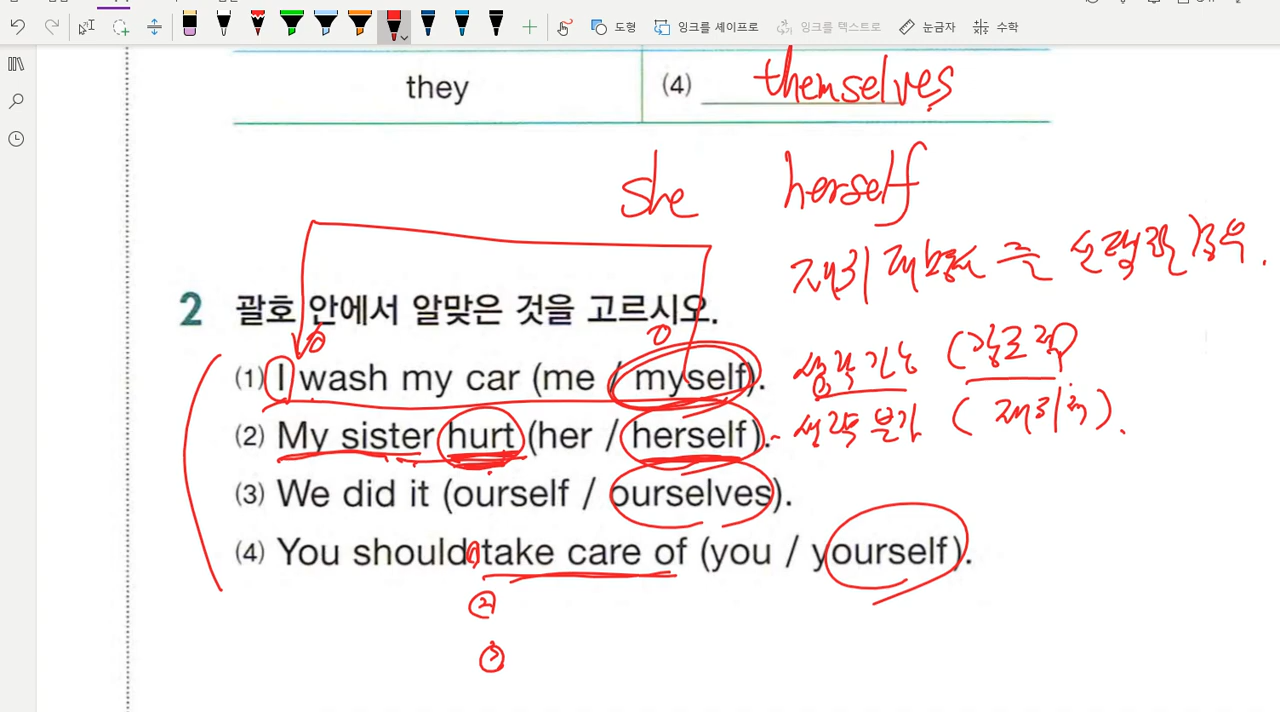 도형 잉크를 셰이프로 잉크를 텍스트로 눈금자 수학
they (4) themselves
she herself
재귀 대명사
2 괄호 안에서 알맞은 것을 고르시오.
(1) I wash my car (me / myself).
생략가능 (강조적)
(2) My sister hurt (her / herself).
생략 불가 (재귀적).
(3) We did it (ourself / ourselves).
(4) You should take care of (you / yourself).
①
②
③